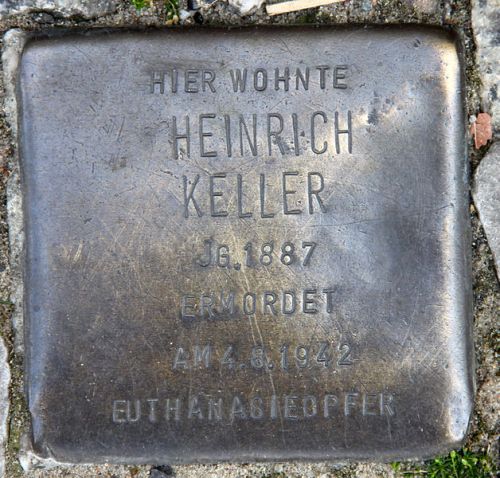 HIER WOHNTE
HEINRICH
KELLER
JG. 1887
ERMORDET
AM 4.8.1942
EUTHANASIEOPFER